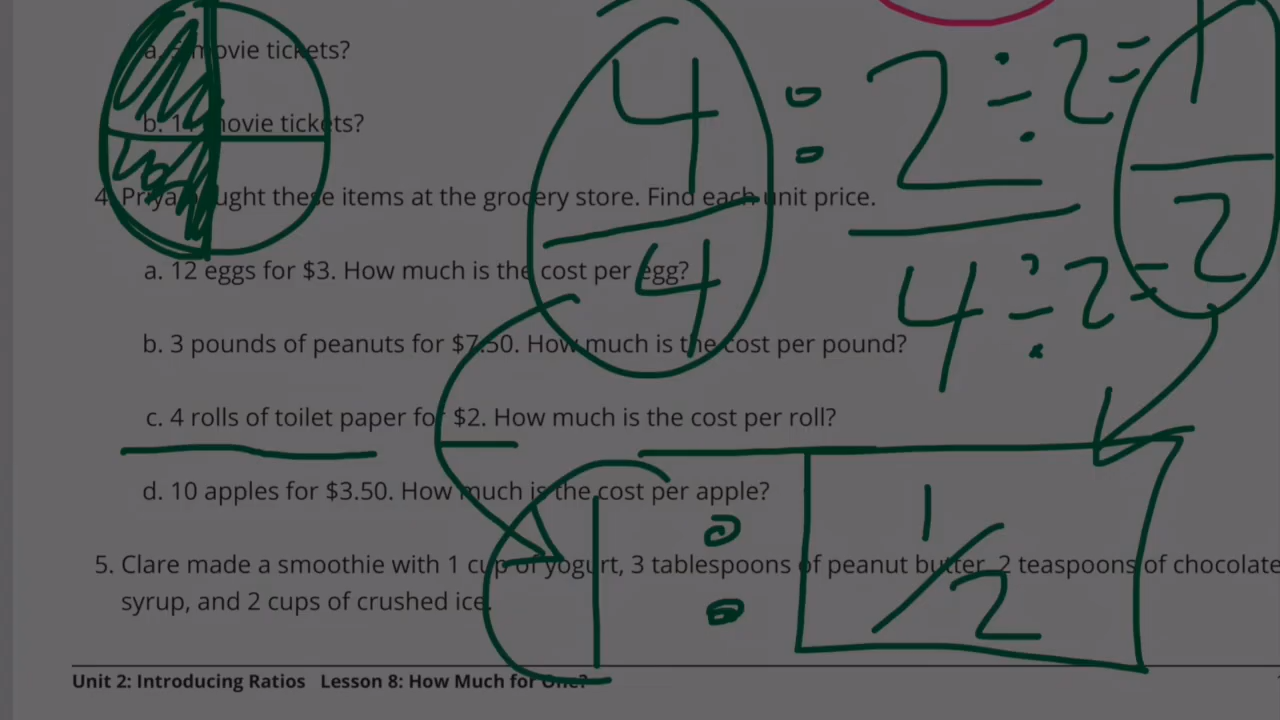 a. movie tickets?
b. 1 movie tickets?
4. Priya bought these items at the grocery store. Find each unit price.
a. 12 eggs for $3. How much is the cost per egg?
b. 3 pounds of peanuts for $7.50. How much is the cost per pound?
c. 4 rolls of toilet paper for $2. How much is the cost per roll?
d. 10 apples for $3.50. How much is the cost per apple?
5. Clare made a smoothie with 1 cup of yogurt, 3 tablespoons of peanut butter, 2 teaspoons of chocolate
syrup, and 2 cups of crushed ice.
Unit 2: Introducing Ratios Lesson 8: How Much for One?
4 : 2 ÷ 2 = 1
4 4 ÷ 2 = 2
1 : 1/2